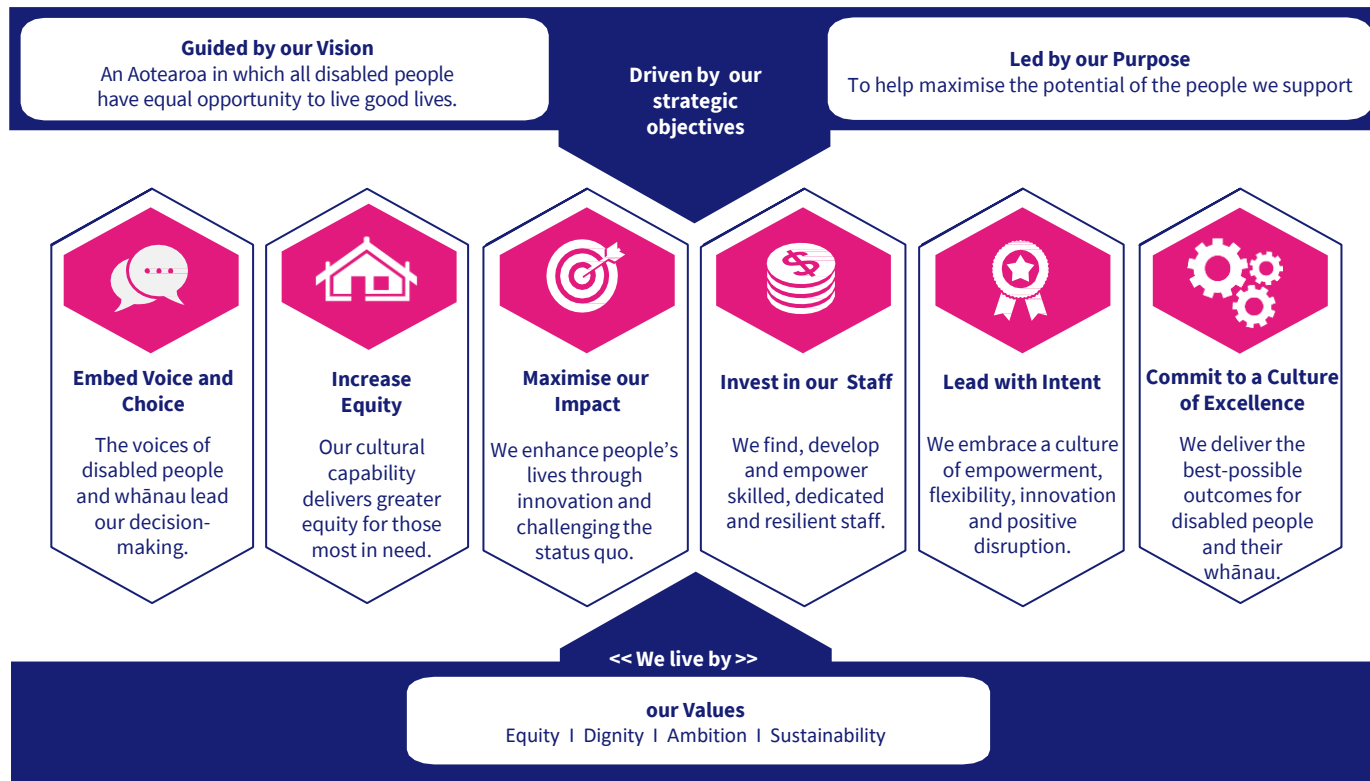 Guided by our Vision
An Aotearoa in which all disabled people
have equal opportunity to live good lives.
Driven by our
strategic
objectives
Led by our Purpose
To help maximise the potential of the people we support
Embed Voice and
Choice
The voices of
disabled people
and whānau lead
our decision-
making.
Increase
Equity
Our cultural
capability
delivers greater
equity for those
most in need.
Maximise our
Impact
We enhance people's
lives through
innovation and
challenging the
status quo.
$
Invest in our Staff
We find, develop
and empower
skilled, dedicated
and resilient staff.
Lead with Intent
We embrace a culture
of empowerment,
flexibility, innovation
and positive
disruption.
Commit to a Culture
of Excellence
We deliver the
best-possible
outcomes for
disabled people
and their
whānau.
<< We live by >>
our Values
Equity I Dignity I Ambition I Sustainability